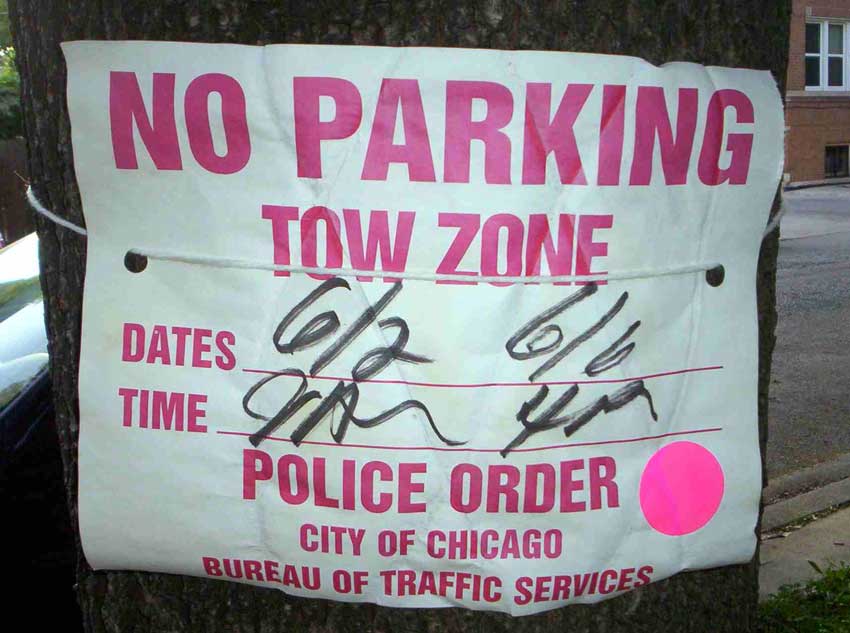 NO PARKING
TOW ZONE
DATES 6/2 6/6
TIME 4PM
POLICE ORDER
CITY OF CHICAGO
BUREAU OF TRAFFIC SERVICES